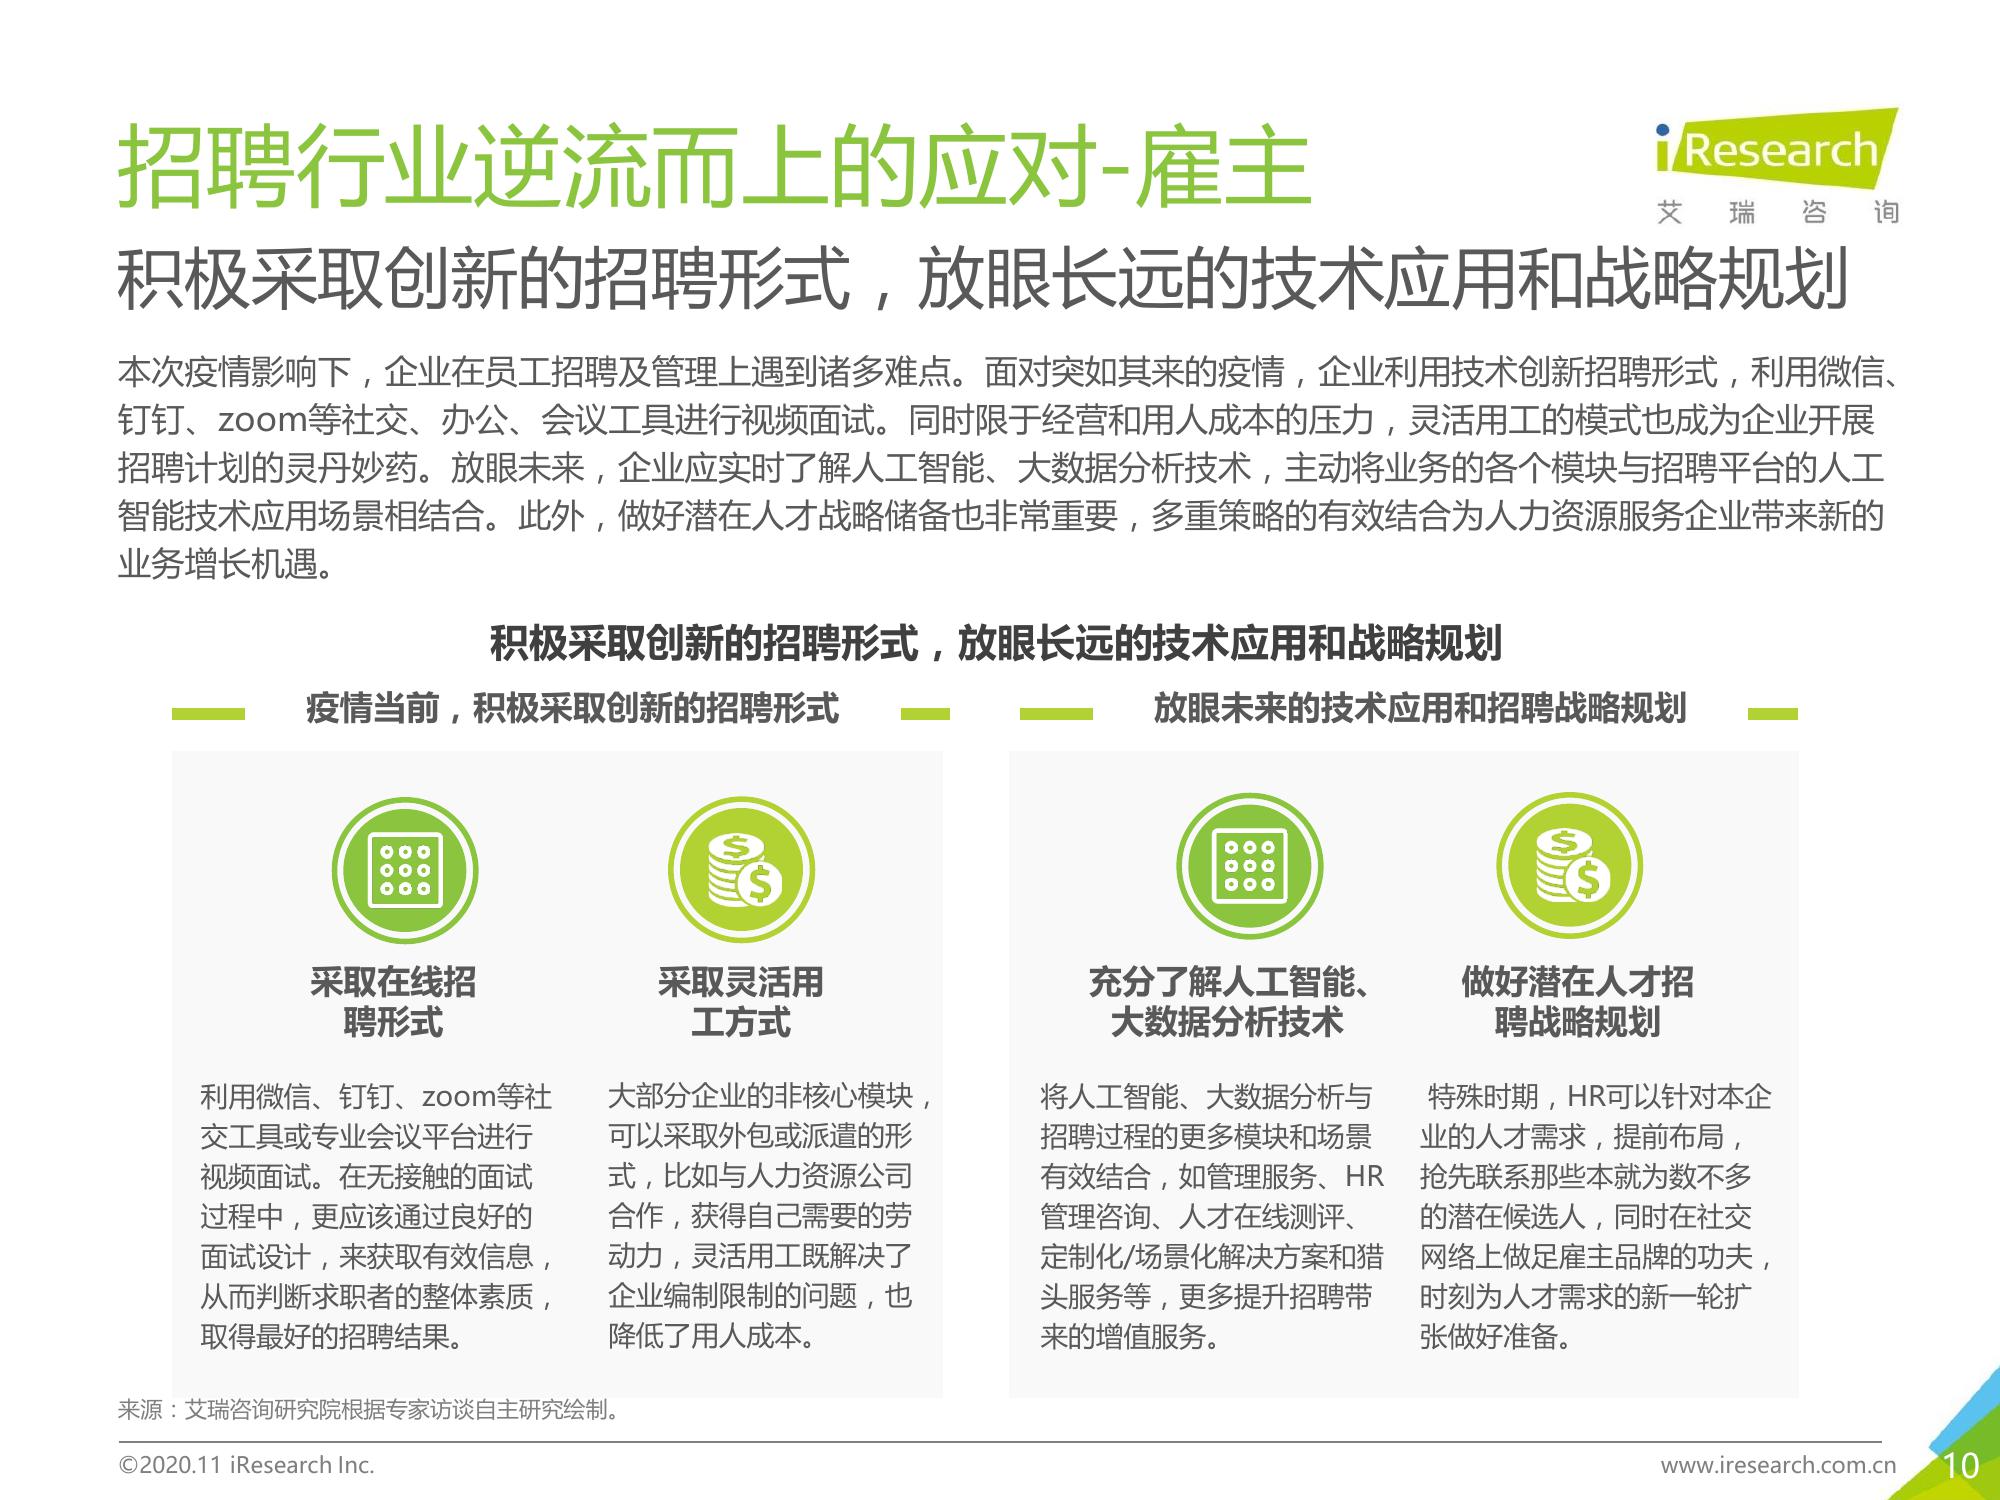 招聘行业逆流而上的应对-雇主
iResearch
艾瑞咨询
积极采取创新的招聘形式，放眼长远的技术应用和战略规划
本次疫情影响下，企业在员工招聘及管理上遇到诸多难点。面对突如其来的疫情，企业利用技术创新招聘形式，利用微信、
钉钉、zoom等社交、办公、会议工具进行视频面试。同时限于经营和用人成本的压力，灵活用工的模式也成为企业开展
招聘计划的灵丹妙药。放眼未来，企业应实时了解人工智能、大数据分析技术，主动将业务的各个模块与招聘平台的人工
智能技术应用场景相结合。此外，做好潜在人才战略储备也非常重要，多重策略的有效结合为人力资源服务企业带来新的
业务增长机遇。
积极采取创新的招聘形式，放眼长远的技术应用和战略规划
疫情当前，积极采取创新的招聘形式
采取在线招
聘形式
利用微信、钉钉、zoom等社
交工具或专业会议平台进行
视频面试。在无接触的面试
过程中，更应该通过良好的
面试设计，来获取有效信息，
从而判断求职者的整体素质，
取得最好的招聘结果。
采取灵活用
工方式
大部分企业的非核心模块，
可以采取外包或派遣的形
式，比如与人力资源公司
合作，获得自己需要的劳
动力，灵活用工既解决了
企业编制限制的问题，也
降低了用人成本。
放眼未来的技术应用和招聘战略规划
充分了解人工智能、
大数据分析技术
将人工智能、大数据分析与
招聘过程的更多模块和场景
有效结合，如管理服务、HR
管理咨询、人才在线测评、
定制化/场景化解决方案和猎
头服务等，更多提升招聘带
来的增值服务。
做好潜在人才招
聘战略规划
特殊时期，HR可以针对本企
业的人才需求，提前布局，
抢先联系那些本就为数不多
的潜在候选人，同时在社交
网络上做足雇主品牌的功夫，
时刻为人才需求的新一轮扩
张做好准备。
来源：艾瑞咨询研究院根据专家访谈自主研究绘制。
©2020.11 iResearch Inc.
www.iresearch.com.cn
10